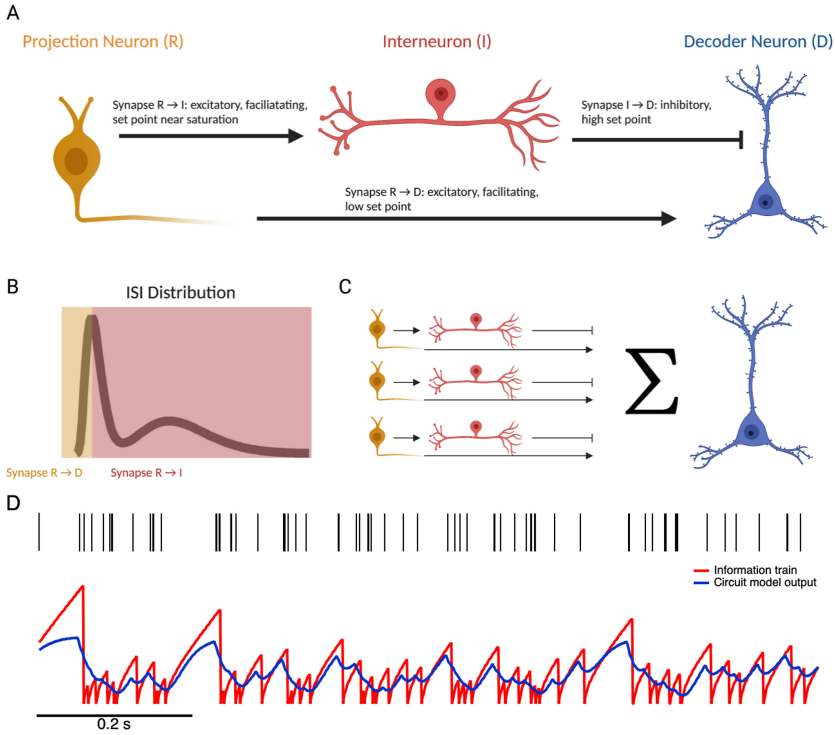 A
Projection Neuron (R)
Interneuron (I)
Decoder Neuron (D)
Synapse R → I: excitatory, faciliatating,
set point near saturation
Synapse I → D: inhibitory,
high set point
Synapse R → D: excitatory, facilitating,
low set point
B
ISI Distribution
Synapse R → D
Synapse R → I
C
Σ
D
Information train
Circuit model output
0.2 s